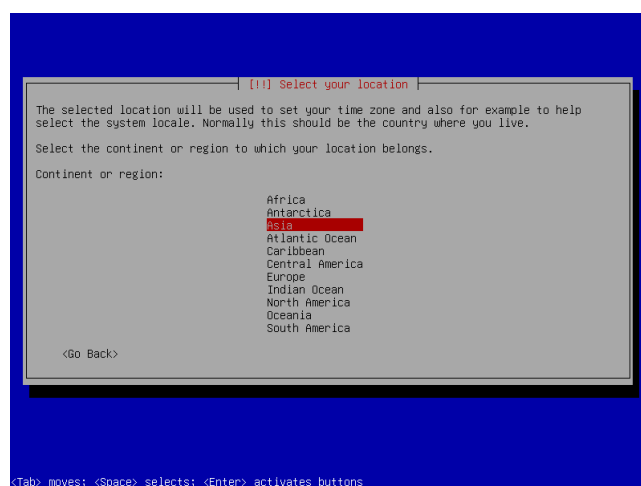 [!!] Select your location
The selected location will be used to set your time zone and also for example to help
select the system locale. Normally this should be the country where you live.
Select the continent or region to which your location belongs.
Continent or region:
Africa
Antarctica
Asia
Atlantic Ocean
Caribbean
Central America
Europe
Indian Ocean
North America
Oceania
South America
<Go Back>
<Tab> moves; <Space> selects; <Enter> activates buttons